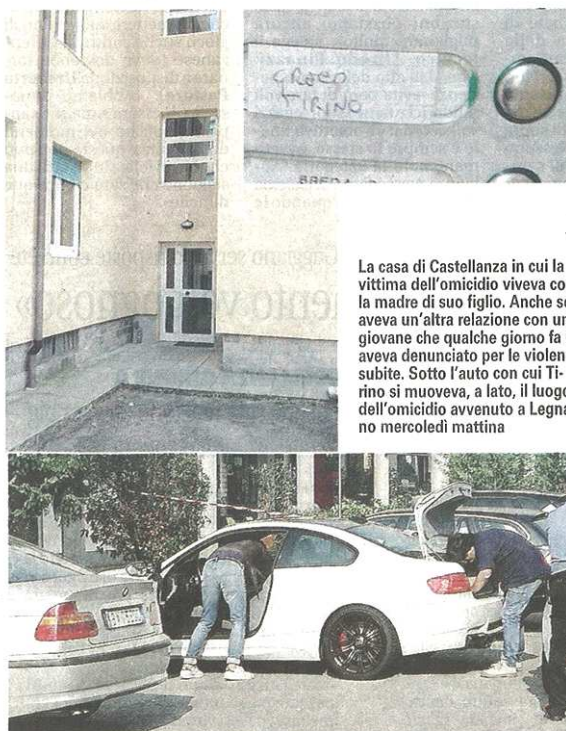 GRECO
TIRINO
BREDA
La casa di Castellanza in cui la
vittima dell'omicidio viveva co
la madre di suo figlio. Anche se
aveva un'altra relazione con un
giovane che qualche giorno fa
aveva denunciato per le violen
subite. Sotto l'auto con cui Ti-
rino si muoveva, a lato, il luogo
dell'omicidio avvenuto a Legna
no mercoledì mattina